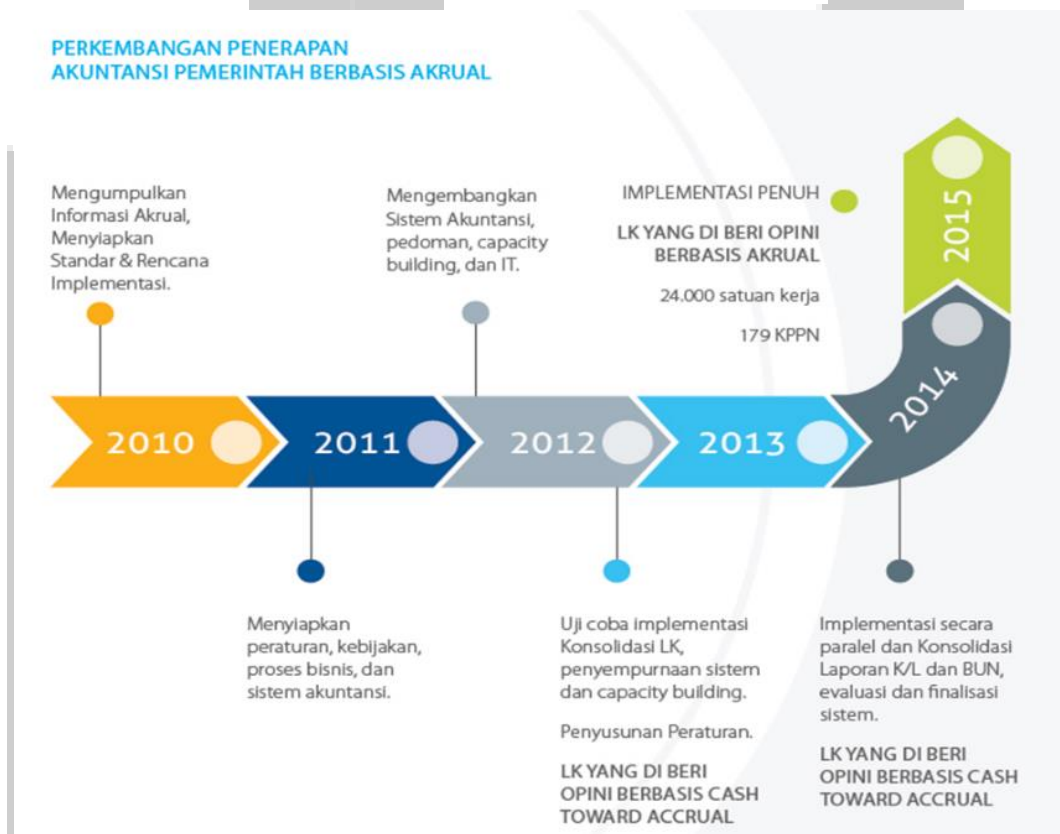 PERKEMBANGAN PENERAPAN
AKUNTANSI PEMERINTAH BERBASIS AKRUAL
Mengumpulkan
Informasi Akrual,
Menyiapkan
Standar & Rencana
Implementasi.
Mengembangkan
Sistem Akuntansi,
pedoman, capacity
building, dan IT.
IMPLEMENTASI PENUH
LK YANG DI BERI OPINI
BERBASIS AKRUAL
24.000 satuan kerja
179 KPPN
2010
2011
2012
2013
2014
2015
Menyiapkan
peraturan, kebijakan,
proses bisnis, dan
sistem akuntansi.
Uji coba implementasi
Konsolidasi LK,
penyempurnaan sistem
dan capacity building.
Penyusunan Peraturan.
LK YANG DI BERI
OPINI BERBASIS CASH
TOWARD ACCRUAL
Implementasi secara
paralel dan Konsolidasi
Laporan K/L dan BUN,
evaluasi dan finalisasi
sistem.
LK YANG DI BERI
OPINI BERBASIS CASH
TOWARD ACCRUAL